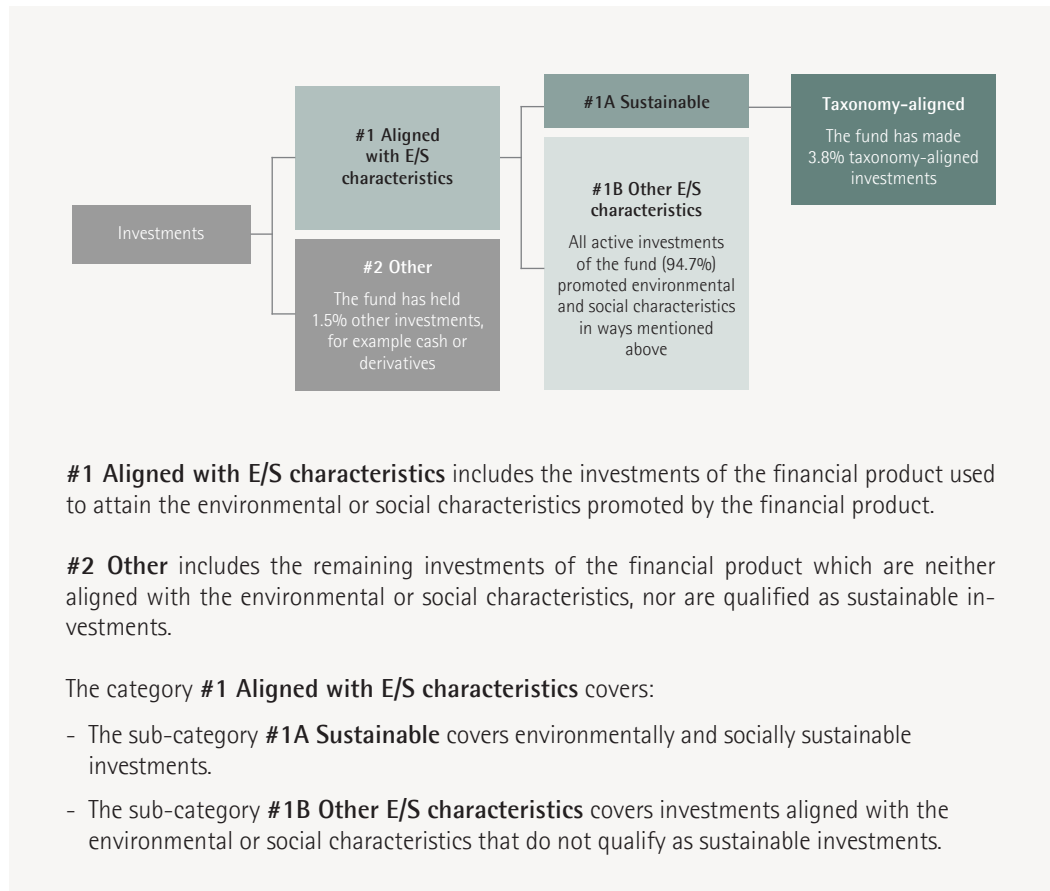 Investments
#1 Aligned
with E/S
characteristics
#2 Other
The fund has held
1.5% other investments,
for example cash or
derivatives
#1A Sustainable
#1B Other E/S
characteristics
All active investments
of the fund (94.7%)
promoted environmental
and social characteristics
in ways mentioned
above
Taxonomy-aligned
The fund has made
3.8% taxonomy-aligned
investments
#1 Aligned with E/S characteristics includes the investments of the financial product used
to attain the environmental or social characteristics promoted by the financial product.
#2 Other includes the remaining investments of the financial product which are neither
aligned with the environmental or social characteristics, nor are qualified as sustainable in-
vestments.
The category #1 Aligned with E/S characteristics covers:
- The sub-category #1A Sustainable covers environmentally and socially sustainable
investments.
- The sub-category #1B Other E/S characteristics covers investments aligned with the
environmental or social characteristics that do not qualify as sustainable investments.